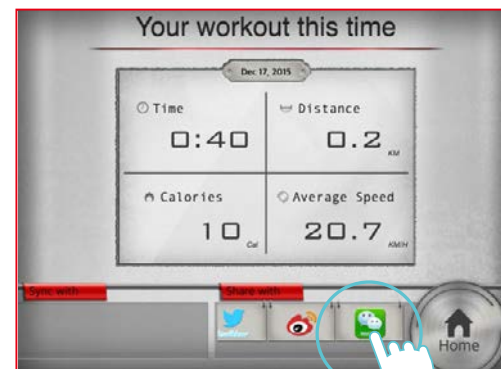 Your workout this time
Dec 17, 2015
Time
0:40
Distance
0.2 KM
Calories
10 Cal
Average Speed
20.7 KM/H
Sync with
Share with
twitter
Home